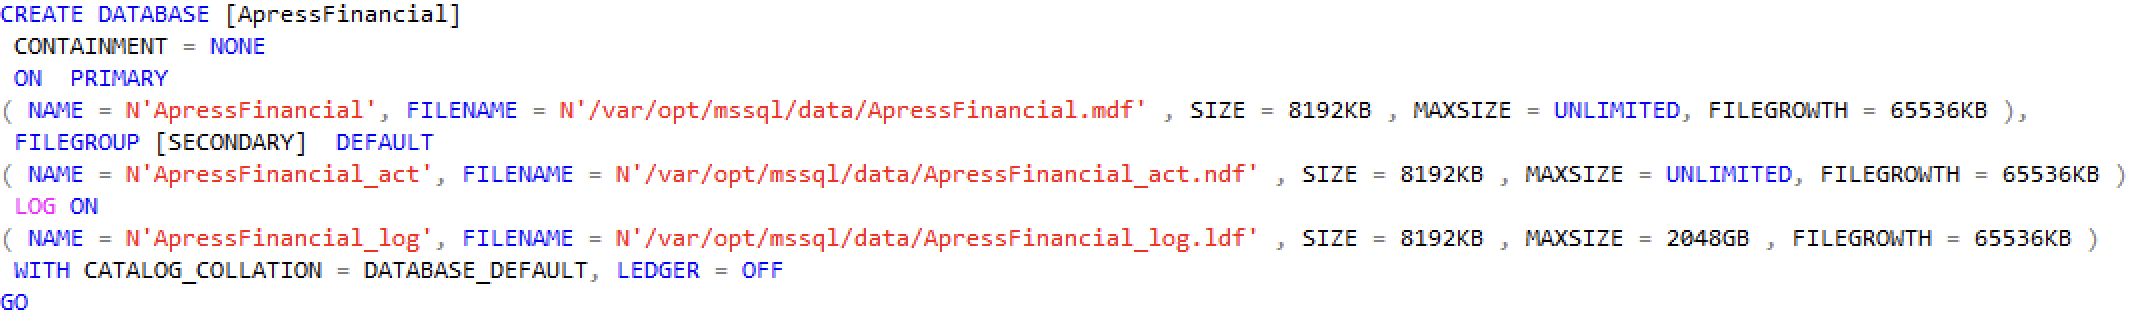 CREATE DATABASE [ApressFinancial]
 CONTAINMENT = NONE
 ON  PRIMARY
( NAME = N'ApressFinancial', FILENAME = N'/var/opt/mssql/data/ApressFinancial.mdf' , SIZE = 8192KB , MAXSIZE = UNLIMITED, FILEGROWTH = 65536KB ),
 FILEGROUP [SECONDARY]  DEFAULT
( NAME = N'ApressFinancial_act', FILENAME = N'/var/opt/mssql/data/ApressFinancial_act.ndf' , SIZE = 8192KB , MAXSIZE = UNLIMITED, FILEGROWTH = 65536KB )
 LOG ON
( NAME = N'ApressFinancial_log', FILENAME = N'/var/opt/mssql/data/ApressFinancial_log.ldf' , SIZE = 8192KB , MAXSIZE = 2048GB , FILEGROWTH = 65536KB )
 WITH CATALOG_COLLATION = DATABASE_DEFAULT, LEDGER = OFF
GO